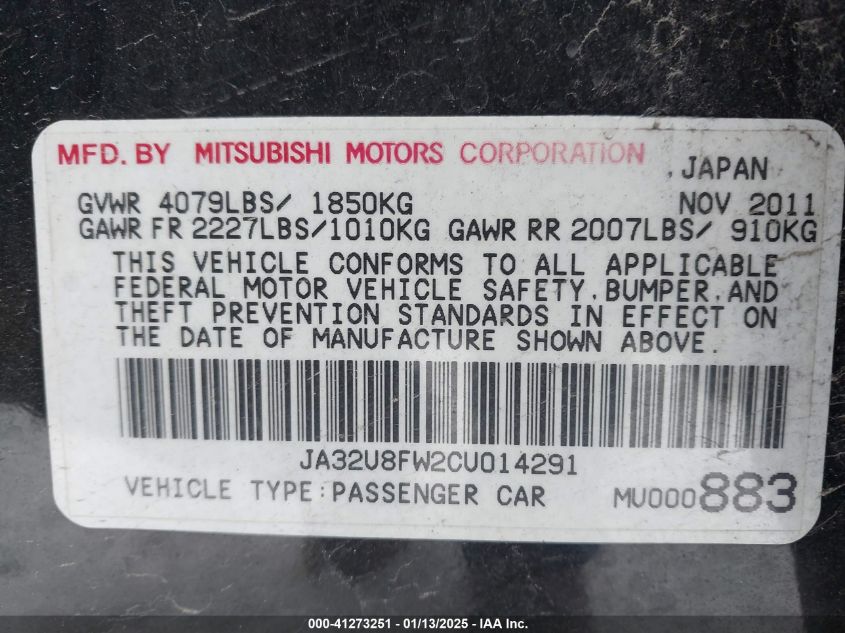 MFD. BY MITSUBISHI MOTORS CORPORATION
JAPAN
GVWR 4079LBS/ 1850KG NOV 2011
GAWR FR 2227LBS/1010KG GAWR RR 2007LBS/ 910KG
THIS VEHICLE CONFORMS TO ALL APPLICABLE
FEDERAL MOTOR VEHICLE SAFETY, BUMPER, AND
THEFT PREVENTION STANDARDS IN EFFECT ON
THE DATE OF MANUFACTURE SHOWN ABOVE.
JA32U8FW2CU014291
VEHICLE TYPE:PASSENGER CAR MU000883
000-41273251 - 01/13/2025 - IAA Inc.